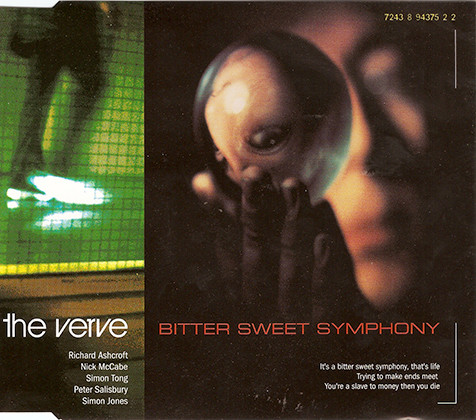 7243 8 94375 2 2
the verve
BITTER SWEET SYMPHONY
Richard Ashcroft
Nick McCabe
Simon Tong
Peter Salisbury
Simon Jones
It's a bitter sweet symphony, that's life
Trying to make ends meet
You're a slave to money then you die